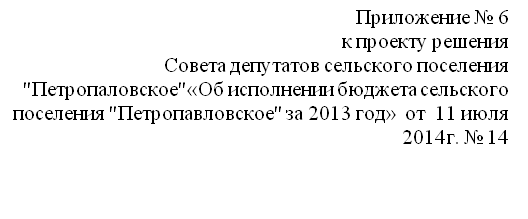 Приложение № 6
к проекту решения
Совета депутатов сельского поселения
"Петропаловское"«Об исполнении бюджета сельского
поселения "Петропавловское" за 2013 год» от 11 июля
2014г. № 14